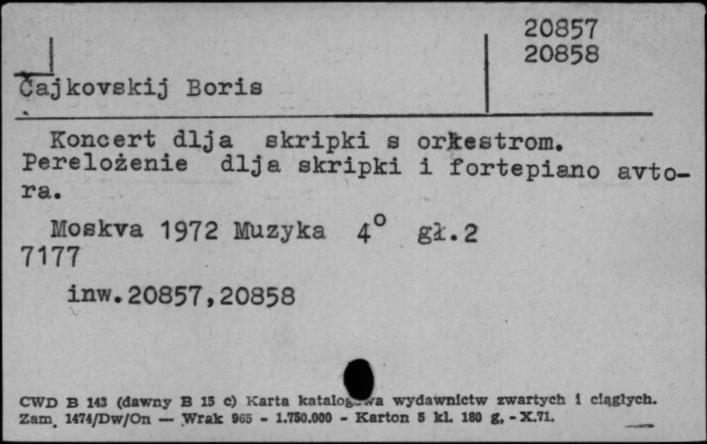 20857
20858
Čajkovskij Boris
Koncert dlja skripki s orkestrom.
Perelożenie dlja skripki i fortepiano avto-
ra.
Moskva 1972 Muzyka 4° gł.2
7177
inw.20857,20858
CWD B 143 (dawny B 15 c) Karta katalogowa wydawnictw zwartych i ciągłych.
Zam. 1474/Dw/On — Wrak 965 - 1.750.000 - Karton 5 kl. 180 g, - X.71.